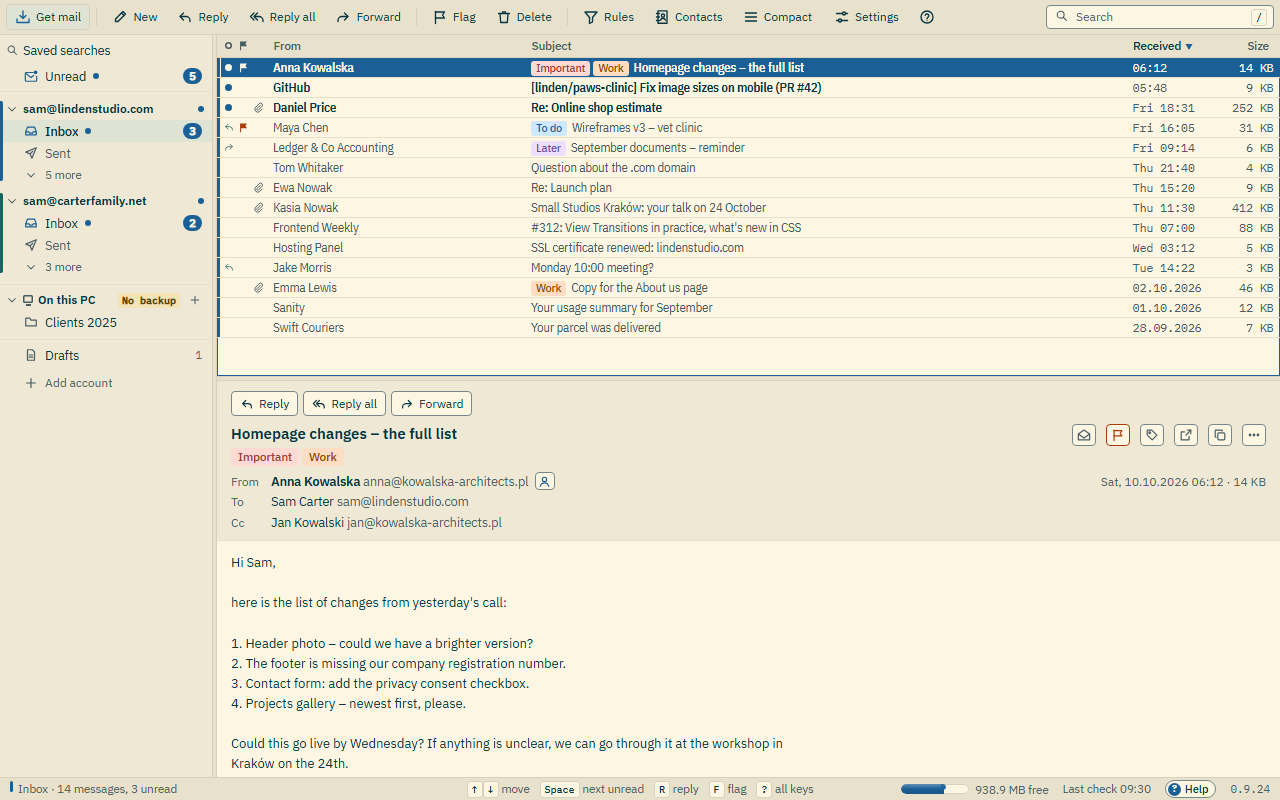 Get mail New Reply Reply all Forward Flag Delete Rules Contacts Compact Settings Search /
Saved searches
Unread 5
sam@lindenstudio.com
Inbox 3
Sent
5 more
sam@carterfamily.net
Inbox 2
Sent
3 more
On this PC No backup
Clients 2025
Drafts 1
Add account
From Subject Received ▼ Size
Anna Kowalska Important Work Homepage changes – the full list 06:12 14 KB
GitHub [linden/paws-clinic] Fix image sizes on mobile (PR #42) 05:48 9 KB
Daniel Price Re: Online shop estimate Fri 18:31 252 KB
Maya Chen To do Wireframes v3 – vet clinic Fri 16:05 31 KB
Ledger & Co Accounting Later September documents – reminder Fri 09:14 6 KB
Tom Whitaker Question about the .com domain Thu 21:40 4 KB
Ewa Nowak Re: Launch plan Thu 15:20 9 KB
Kasia Nowak Small Studios Kraków: your talk on 24 October Thu 11:30 412 KB
Frontend Weekly #312: View Transitions in practice, what's new in CSS Thu 07:00 88 KB
Hosting Panel SSL certificate renewed: lindenstudio.com Wed 03:12 5 KB
Jake Morris Monday 10:00 meeting? Tue 14:22 3 KB
Emma Lewis Work Copy for the About us page 02.10.2026 46 KB
Sanity Your usage summary for September 01.10.2026 12 KB
Swift Couriers Your parcel was delivered 28.09.2026 7 KB
Reply Reply all Forward
Homepage changes – the full list
Important Work
From Anna Kowalska anna@kowalska-architects.pl Sat, 10.10.2026 06:12 · 14 KB
To Sam Carter sam@lindenstudio.com
Cc Jan Kowalski jan@kowalska-architects.pl
Hi Sam,
here is the list of changes from yesterday's call:
1. Header photo – could we have a brighter version?
2. The footer is missing our company registration number.
3. Contact form: add the privacy consent checkbox.
4. Projects gallery – newest first, please.
Could this go live by Wednesday? If anything is unclear, we can go through it at the workshop in
Kraków on the 24th.
Inbox · 14 messages, 3 unread ↑ ↓ move Space next unread R reply F flag ? all keys 938.9 MB free Last check 09:30 ? Help 0.9.24